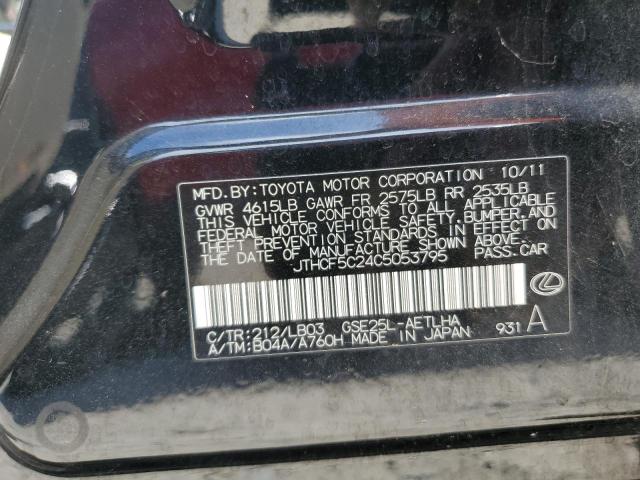 MFD. BY: TOYOTA MOTOR CORPORATION 10/11
GVWR 4615LB GAWR FR 2575LB RR 2535LB
THIS VEHICLE CONFORMS TO ALL APPLICABLE
FEDERAL MOTOR VEHICLE SAFETY, BUMPER, AND
THEFT PREVENTION STANDARDS IN EFFECT ON
THE DATE OF MANUFACTURE SHOWN ABOVE.
JTHCF5C24C5053795 PASS. CAR
C/TR: 212/LB03 GSE25L-AETLHA
A/TM: B04A/A760H MADE IN JAPAN 931 A